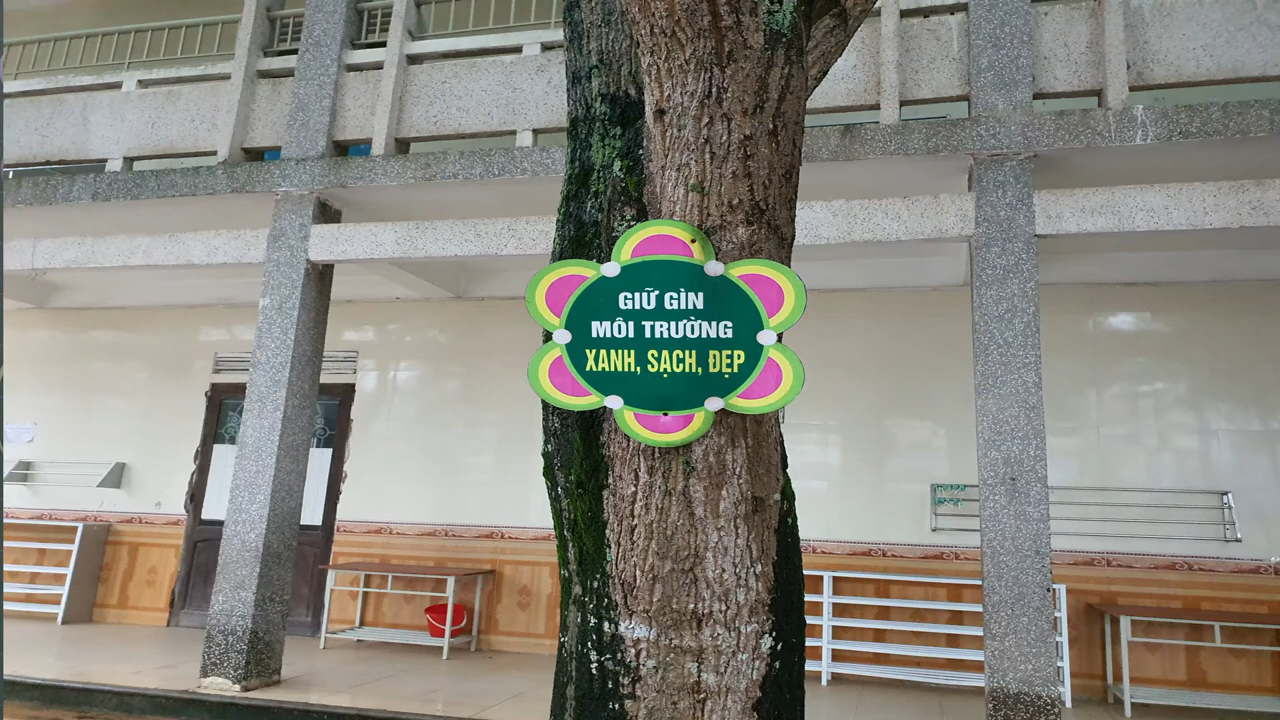 GIỮ GÌN
MÔI TRƯỜNG
XANH, SẠCH, ĐẸP